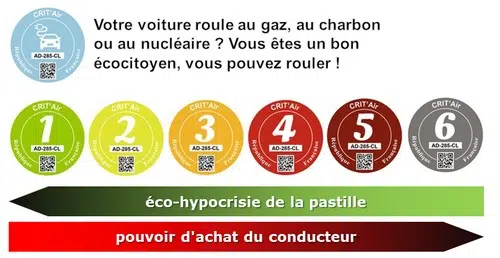 CRIT'Air
AD-285-CL
République Française
Votre voiture roule au gaz, au charbon
ou au nucléaire ? Vous êtes un bon
écocitoyen, vous pouvez rouler !
CRIT'Air
1
AD-285-CL
République Française
CRIT'Air
2
AD-285-CL
République Française
CRIT'Air
3
AD-285-CL
République Française
CRIT'Air
4
AD-285-CL
République Française
CRIT'Air
5
AD-285-CL
République Française
CRIT'Air
6
AD-285-CL
République Française
éco-hypocrisie de la pastille
pouvoir d'achat du conducteur